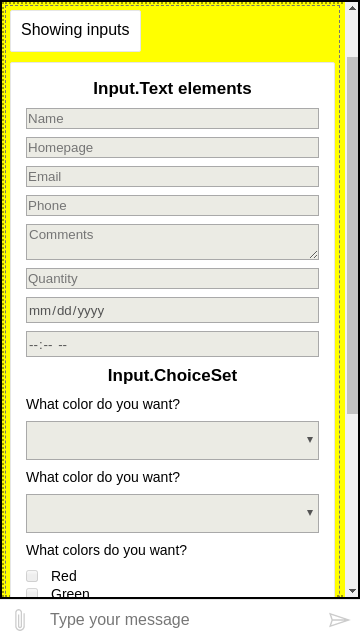 Showing inputs
Input.Text elements
Name
Homepage
Email
Phone
Comments
Quantity
mm/dd/yyyy
--:-- --
Input.ChoiceSet
What color do you want?
What color do you want?
What colors do you want?
Red
Green
Type your message